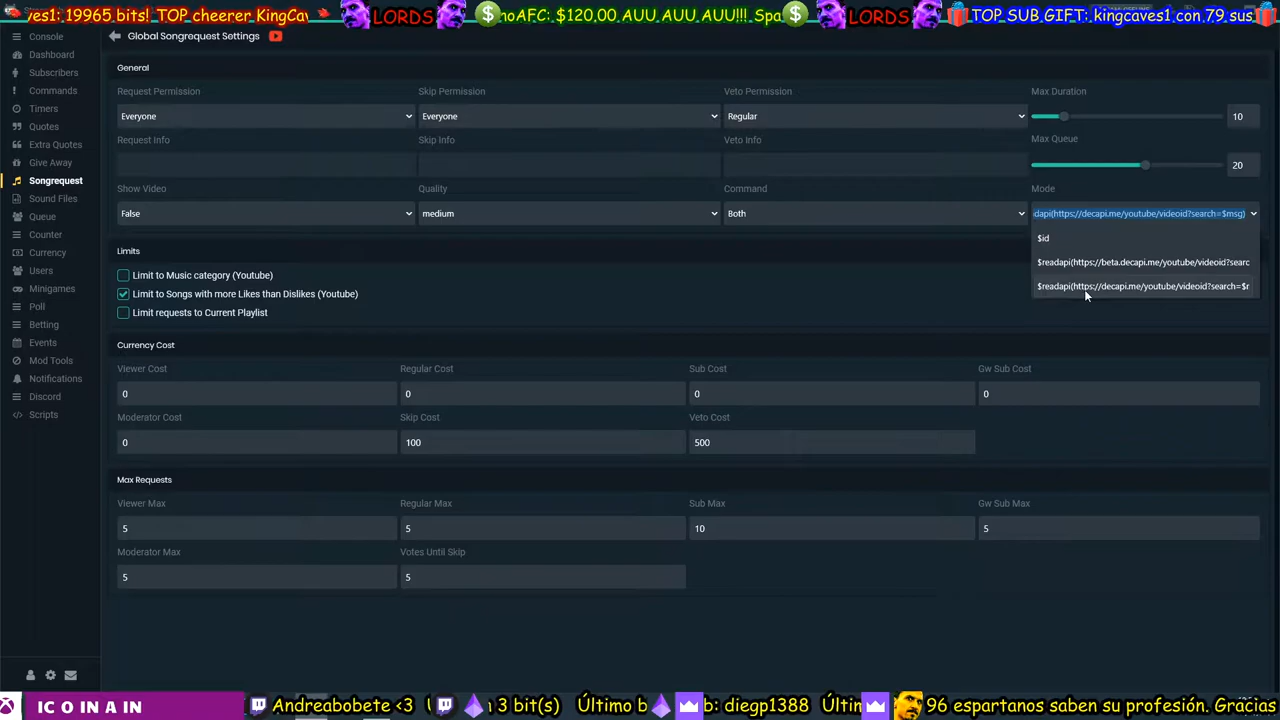 ves1: 19965.bits! TOP cheerer KingCav
LORDS
noAFC: $120,00 AUU AUU AUU!!! Spa
LORDS
TOP SUB GIFT: kingcaves1 con 79 sus
Console
Dashboard
Subscribers
Commands
Timers
Quotes
Extra Quotes
Give Away
Songrequest
Sound Files
Queue
Counter
Currency
Users
Minigames
Poll
Betting
Events
Mod Tools
Notifications
Discord
Scripts
Global Songrequest Settings
General
Request Permission Skip Permission Veto Permission Max Duration
Everyone Everyone Regular 10
Request Info Skip Info Veto Info Max Queue
20
Show Video Quality Command Mode
False medium Both dapi(https://decapi.me/youtube/videoid?search=$msg)
$id
$readapi(https://beta.decapi.me/youtube/videoid?searc
$readapi(https://decapi.me/youtube/videoid?search=$r
Limits
Limit to Music category (Youtube)
Limit to Songs with more Likes than Dislikes (Youtube)
Limit requests to Current Playlist
Currency Cost
Viewer Cost Regular Cost Sub Cost Gw Sub Cost
0 0 0 0
Moderator Cost Skip Cost Veto Cost
0 100 500
Max Requests
Viewer Max Regular Max Sub Max Gw Sub Max
5 5 10 5
Moderator Max Votes Until Skip
5 5
IC O IN A IN
Andreabobete <3
3 bit(s)
Último b
b: diegp1388
Últin
96 espartanos saben su profesión. Gracias